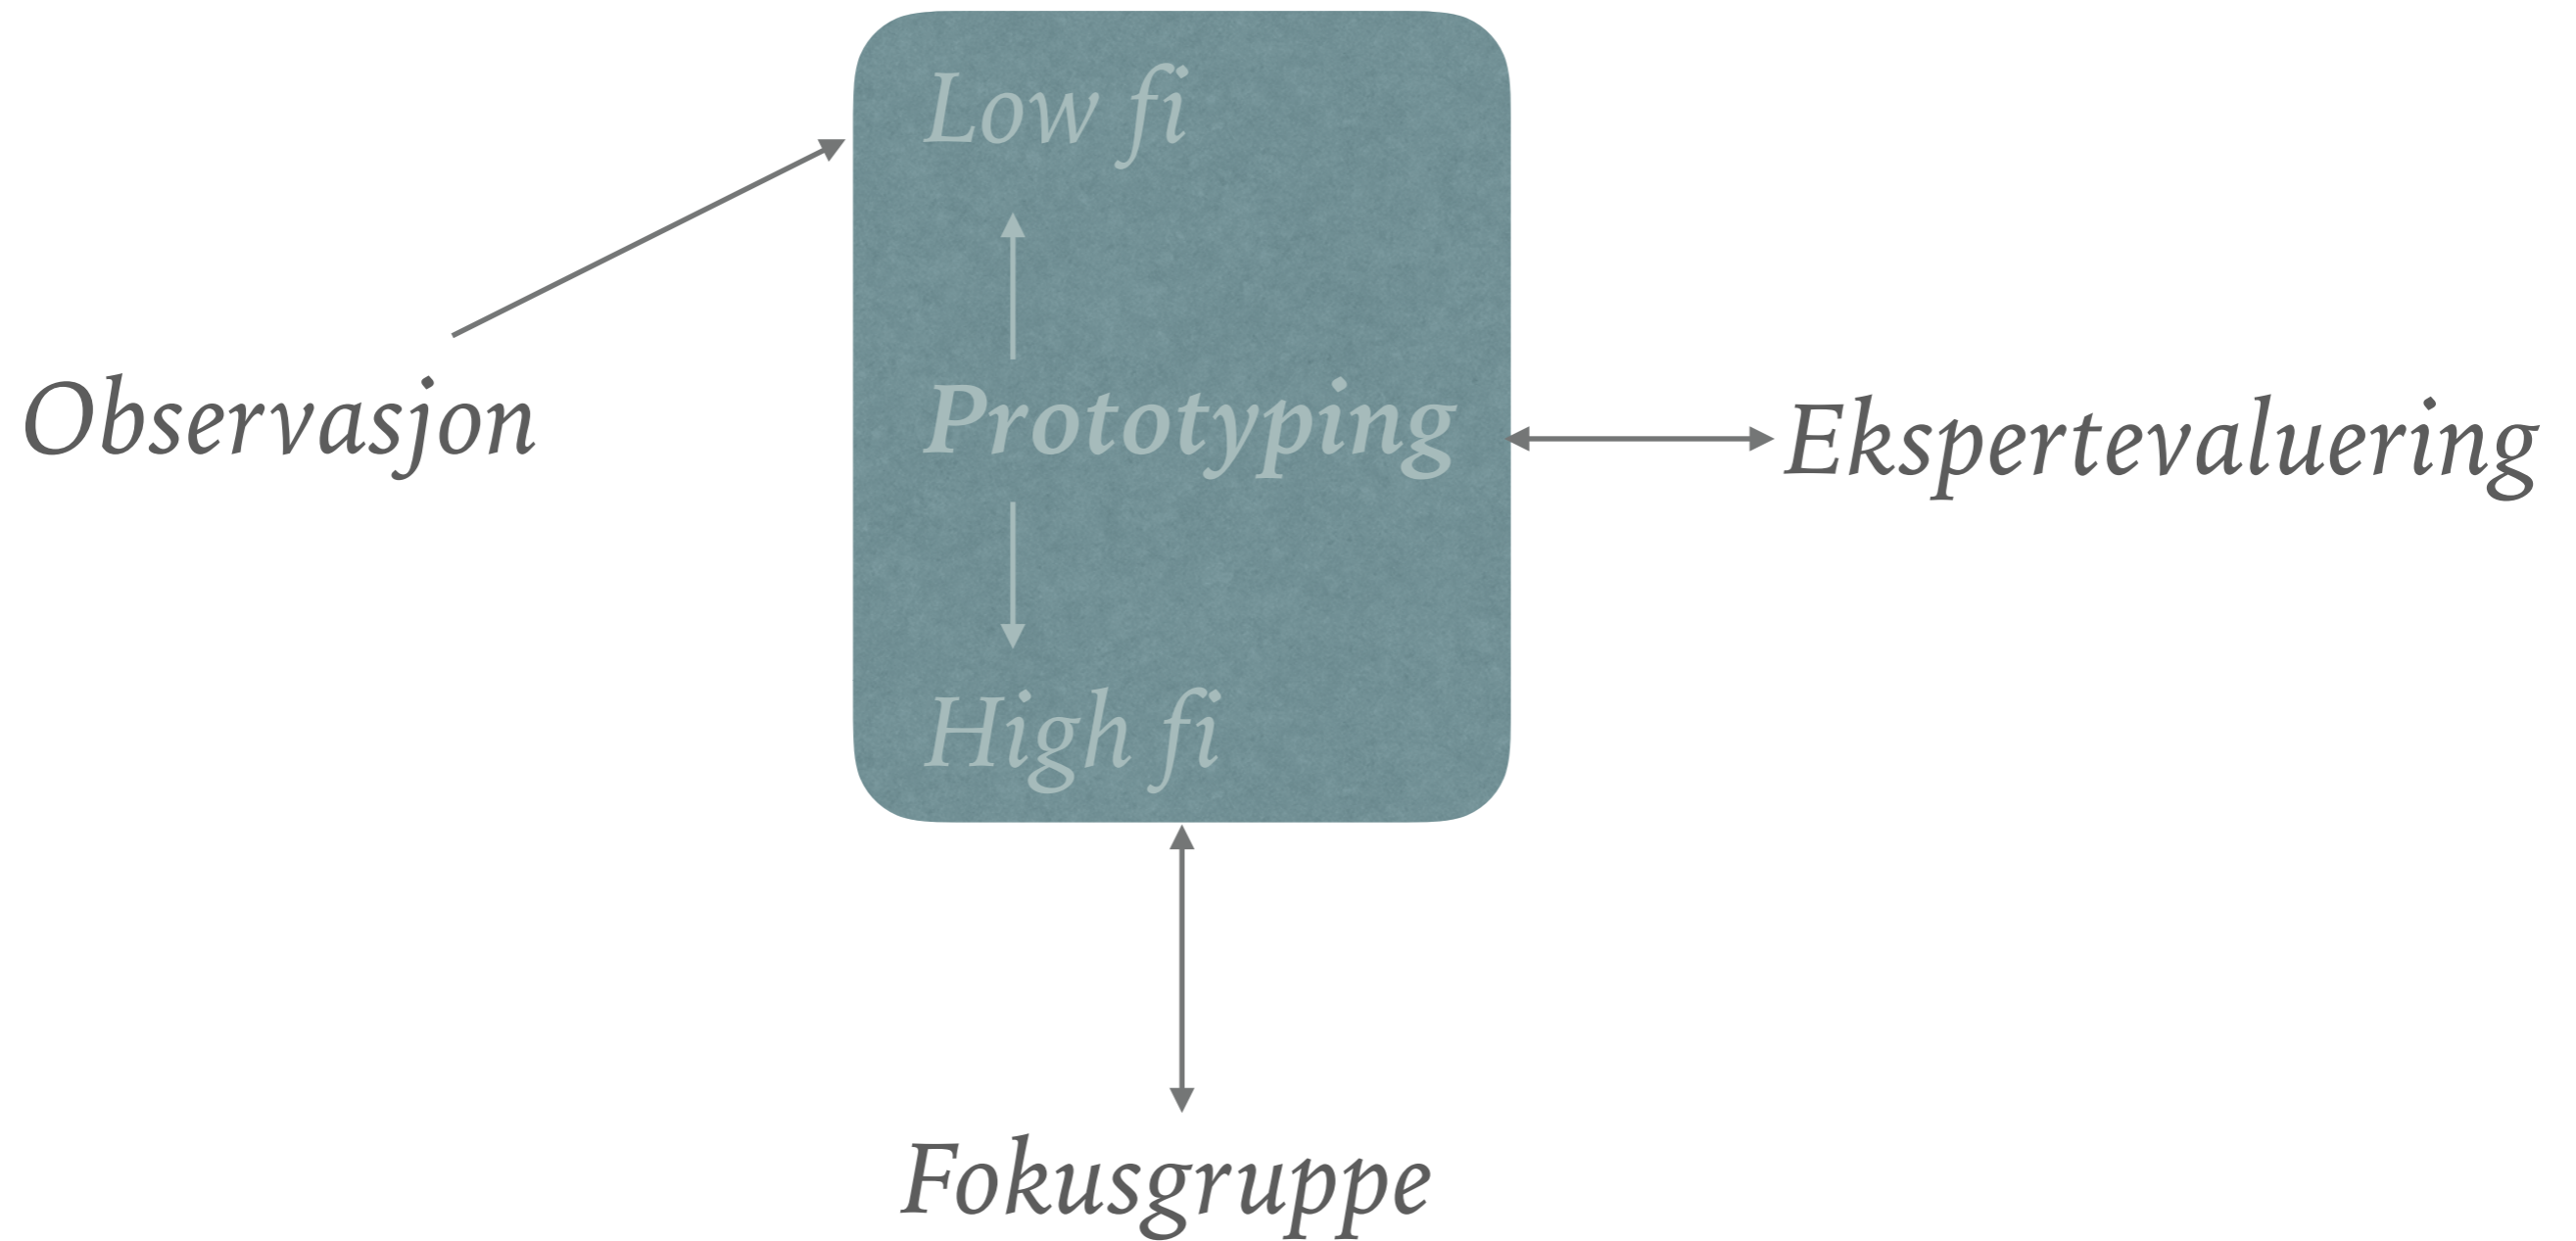 Low fi
Observasjon
Prototyping
Ekspertevaluering
High fi
Fokusgruppe